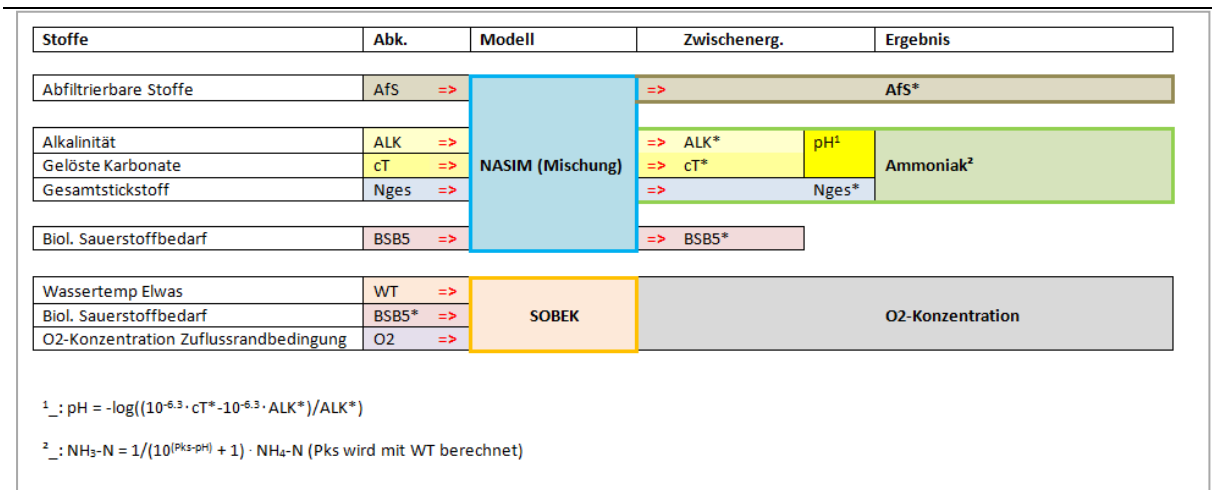 Stoffe Abk. Modell Zwischenerg. Ergebnis
Abfiltrierbare Stoffe AfS => => AfS*
Alkalinität ALK => => ALK* pH¹
Gelöste Karbonate cT => NASIM (Mischung) => cT* Ammoniak²
Gesamtstickstoff Nges => => Nges*
Biol. Sauerstoffbedarf BSB5 => => BSB5*
Wassertemp Elwas WT =>
Biol. Sauerstoffbedarf BSB5* => SOBEK O2-Konzentration
O2-Konzentration Zuflussrandbedingung O2 =>
¹_: pH = -log((10⁻⁶·³·cT*-10⁻⁶·³·ALK*)/ALK*)
²_: NH₃-N = 1/(10⁽ᴾᵏˢ⁻ᵖᴴ⁾ + 1) · NH₄-N (Pks wird mit WT berechnet)